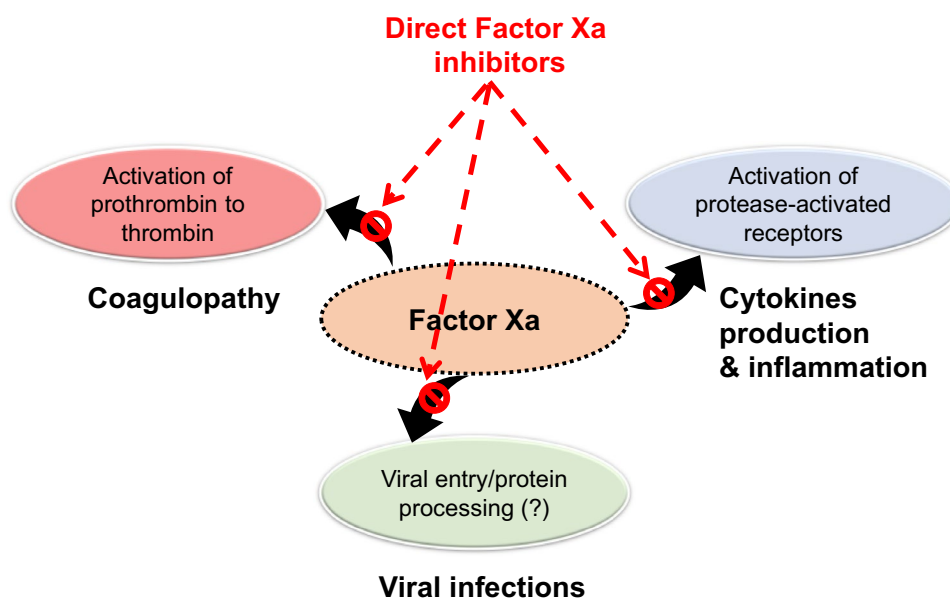 Direct Factor Xa
inhibitors
Activation of
prothrombin to
thrombin
Activation of
protease-activated
receptors
Coagulopathy
Factor Xa
Cytokines
production
& inflammation
Viral entry/protein
processing (?)
Viral infections